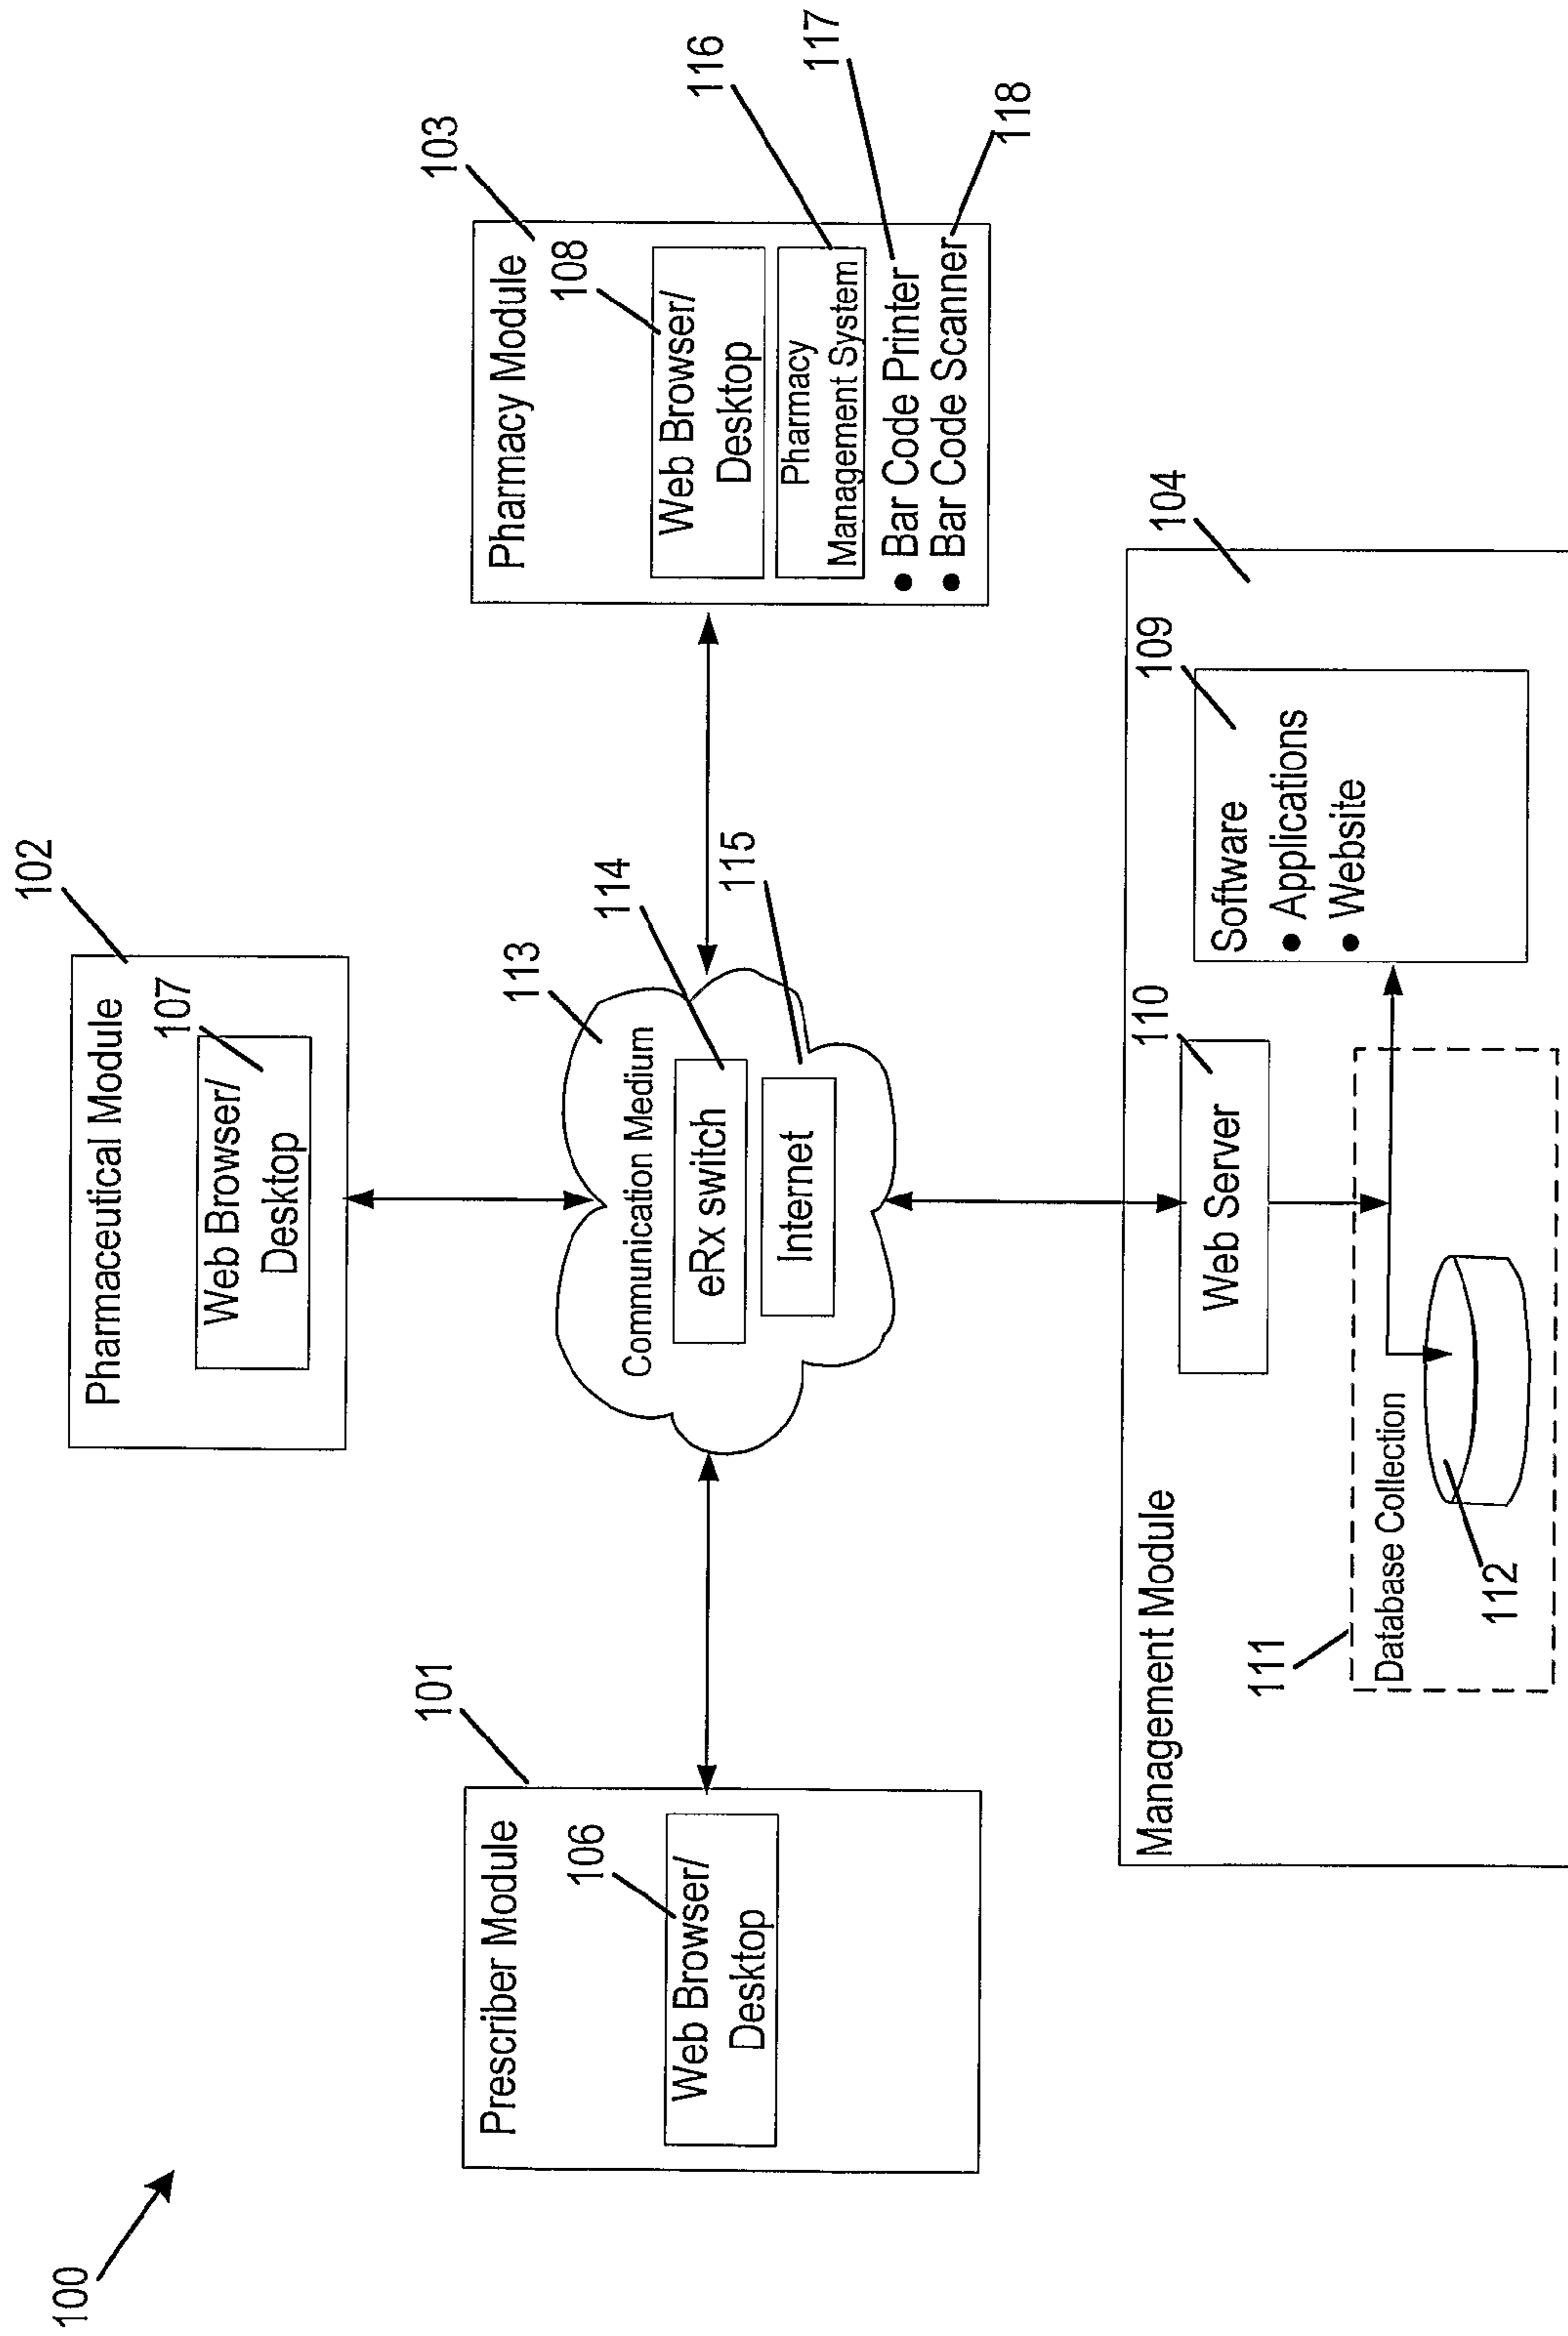 100
102
Pharmaceutical Module
107
Web Browser/
Desktop
101
Prescriber Module
106
Web Browser/
Desktop
113
114
115
Communication Medium
eRx switch
Internet
103
Pharmacy Module
108
Web Browser/
Desktop
116
Pharmacy
Management System
117
• Bar Code Printer
118
• Bar Code Scanner
104
Management Module
110
Web Server
109
Software
• Applications
• Website
111
Database Collection
112